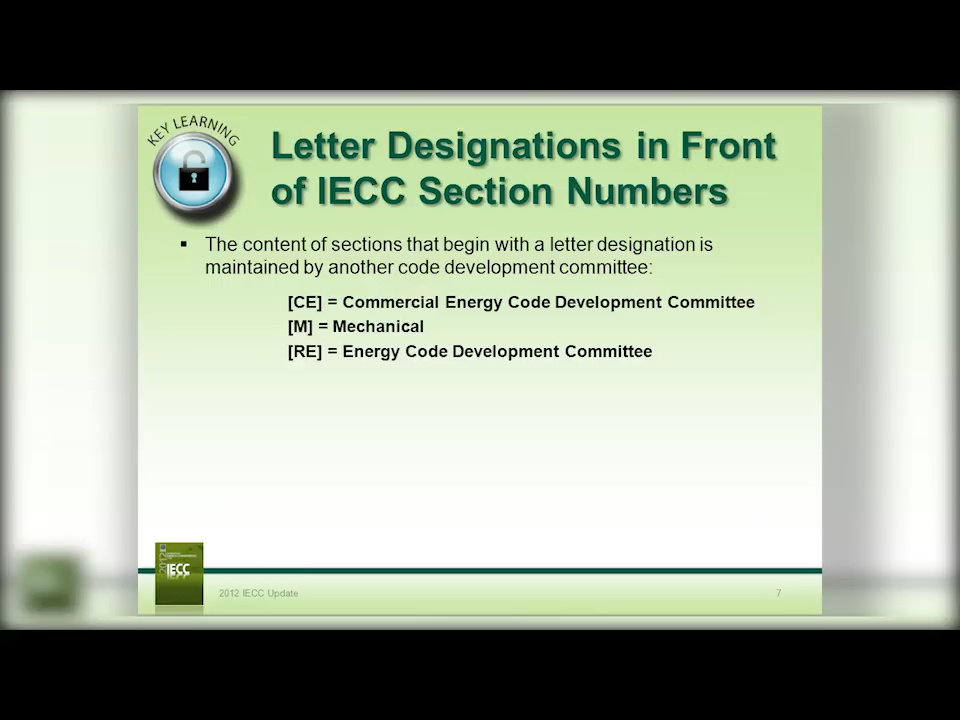 KEY LEARNING
Letter Designations in Front
of IECC Section Numbers
▪ The content of sections that begin with a letter designation is
maintained by another code development committee:
[CE] = Commercial Energy Code Development Committee
[M] = Mechanical
[RE] = Energy Code Development Committee
2012
IECC
2012 IECC Update
7